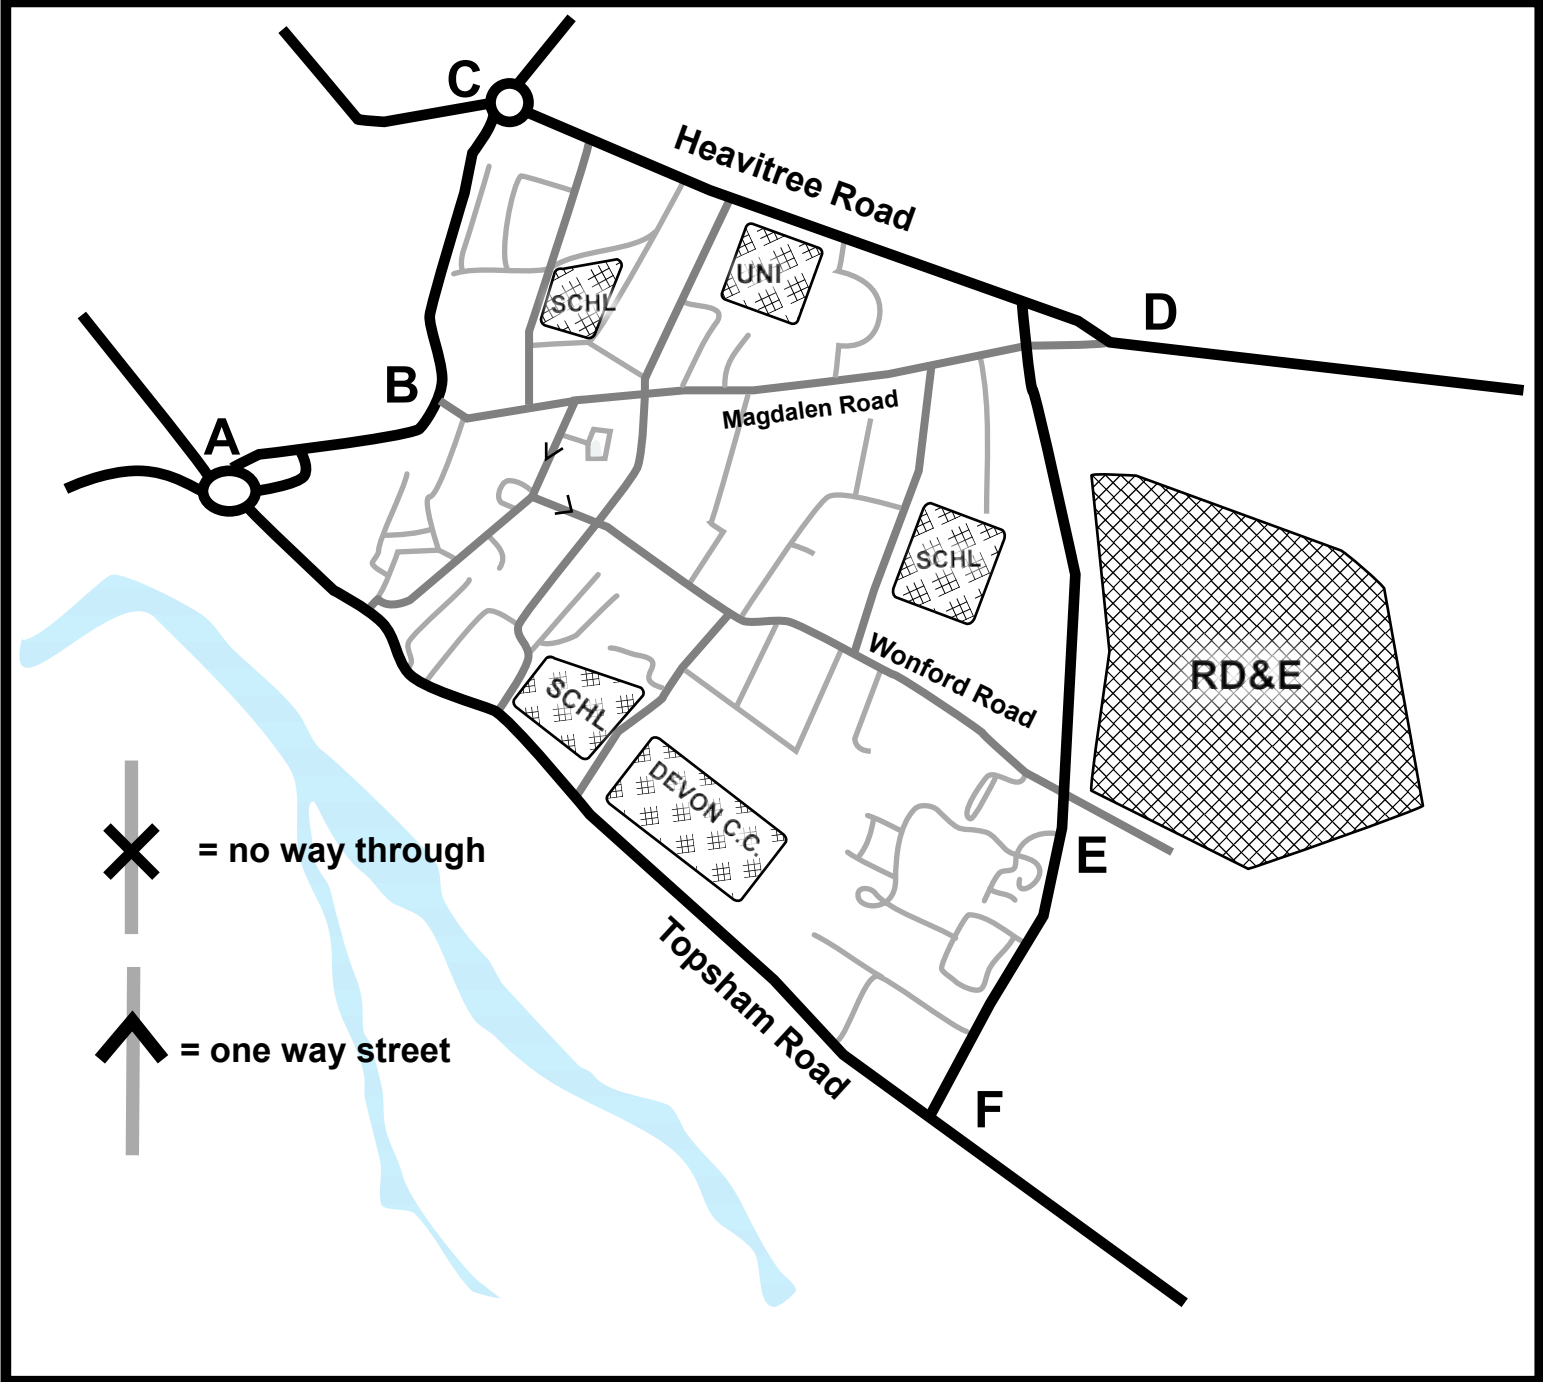 C
Heavitree Road
UNI
SCHL
D
B
Magdalen Road
A
SCHL
Wonford Road
RD&E
SCHL
DEVON C.C.
= no way through
E
Topsham Road
= one way street
F